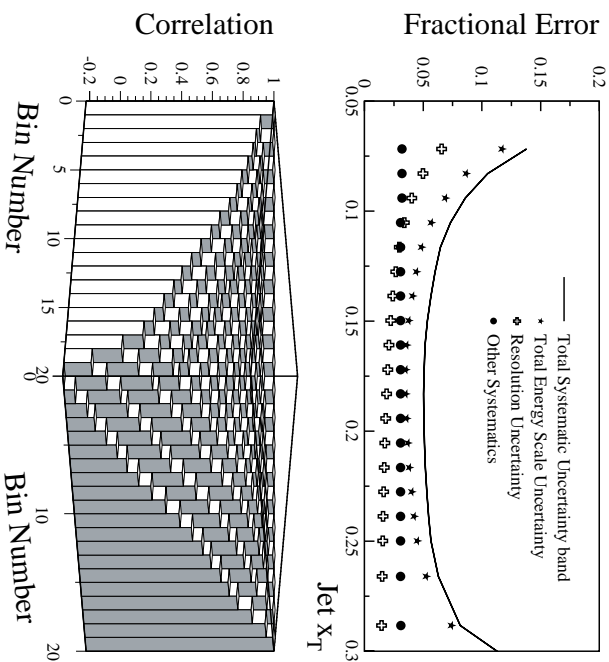 Fractional Error
0.2
0.15
0.1
0.05
0
0.05
0.1
0.15
0.2
0.25
0.3
Total Systematic Uncertainty band
Total Energy Scale Uncertainty
Resolution Uncertainty
Other Systematics
Jet x_T
Correlation
1
0.8
0.6
0.4
0.2
0
-0.2
0
5
10
15
20
Bin Number
0
10
20
Bin Number